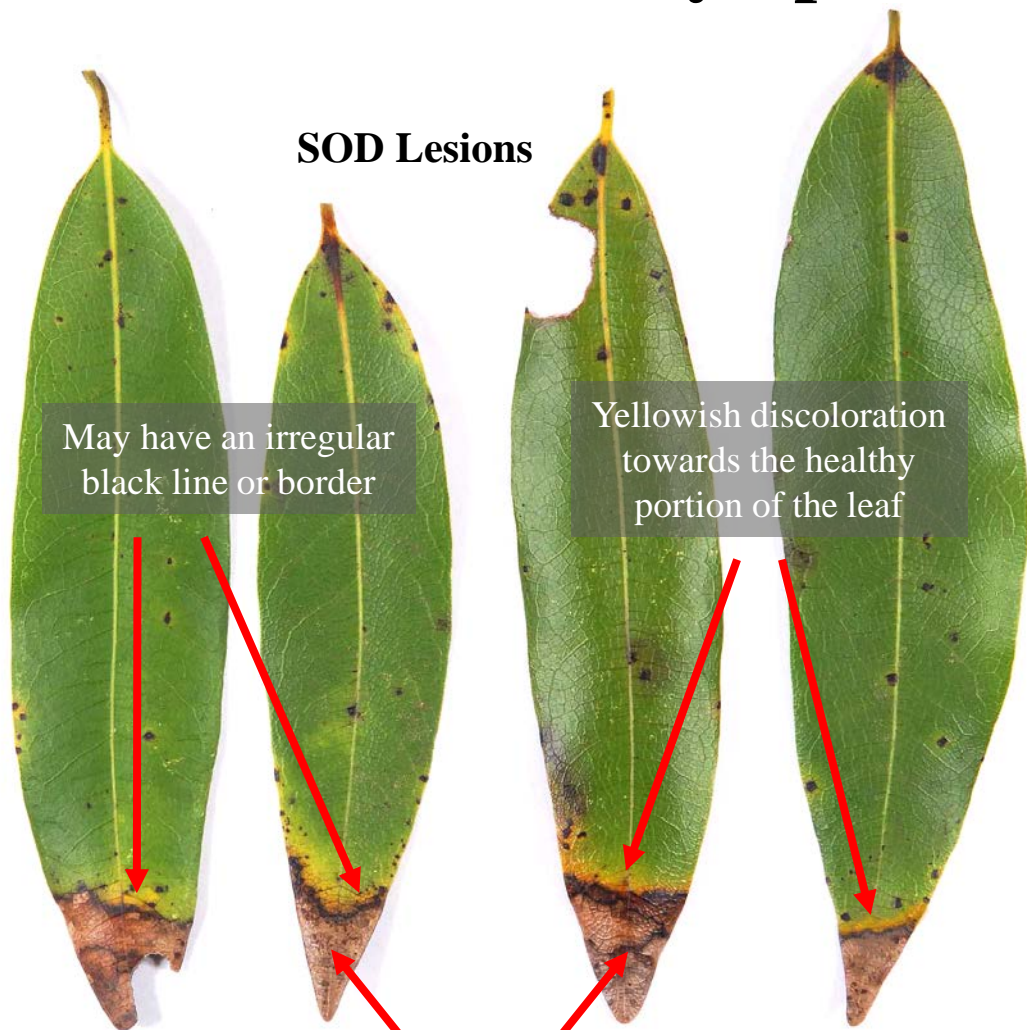 SOD Lesions
May have an irregular
black line or border
Yellowish discoloration
towards the healthy
portion of the leaf